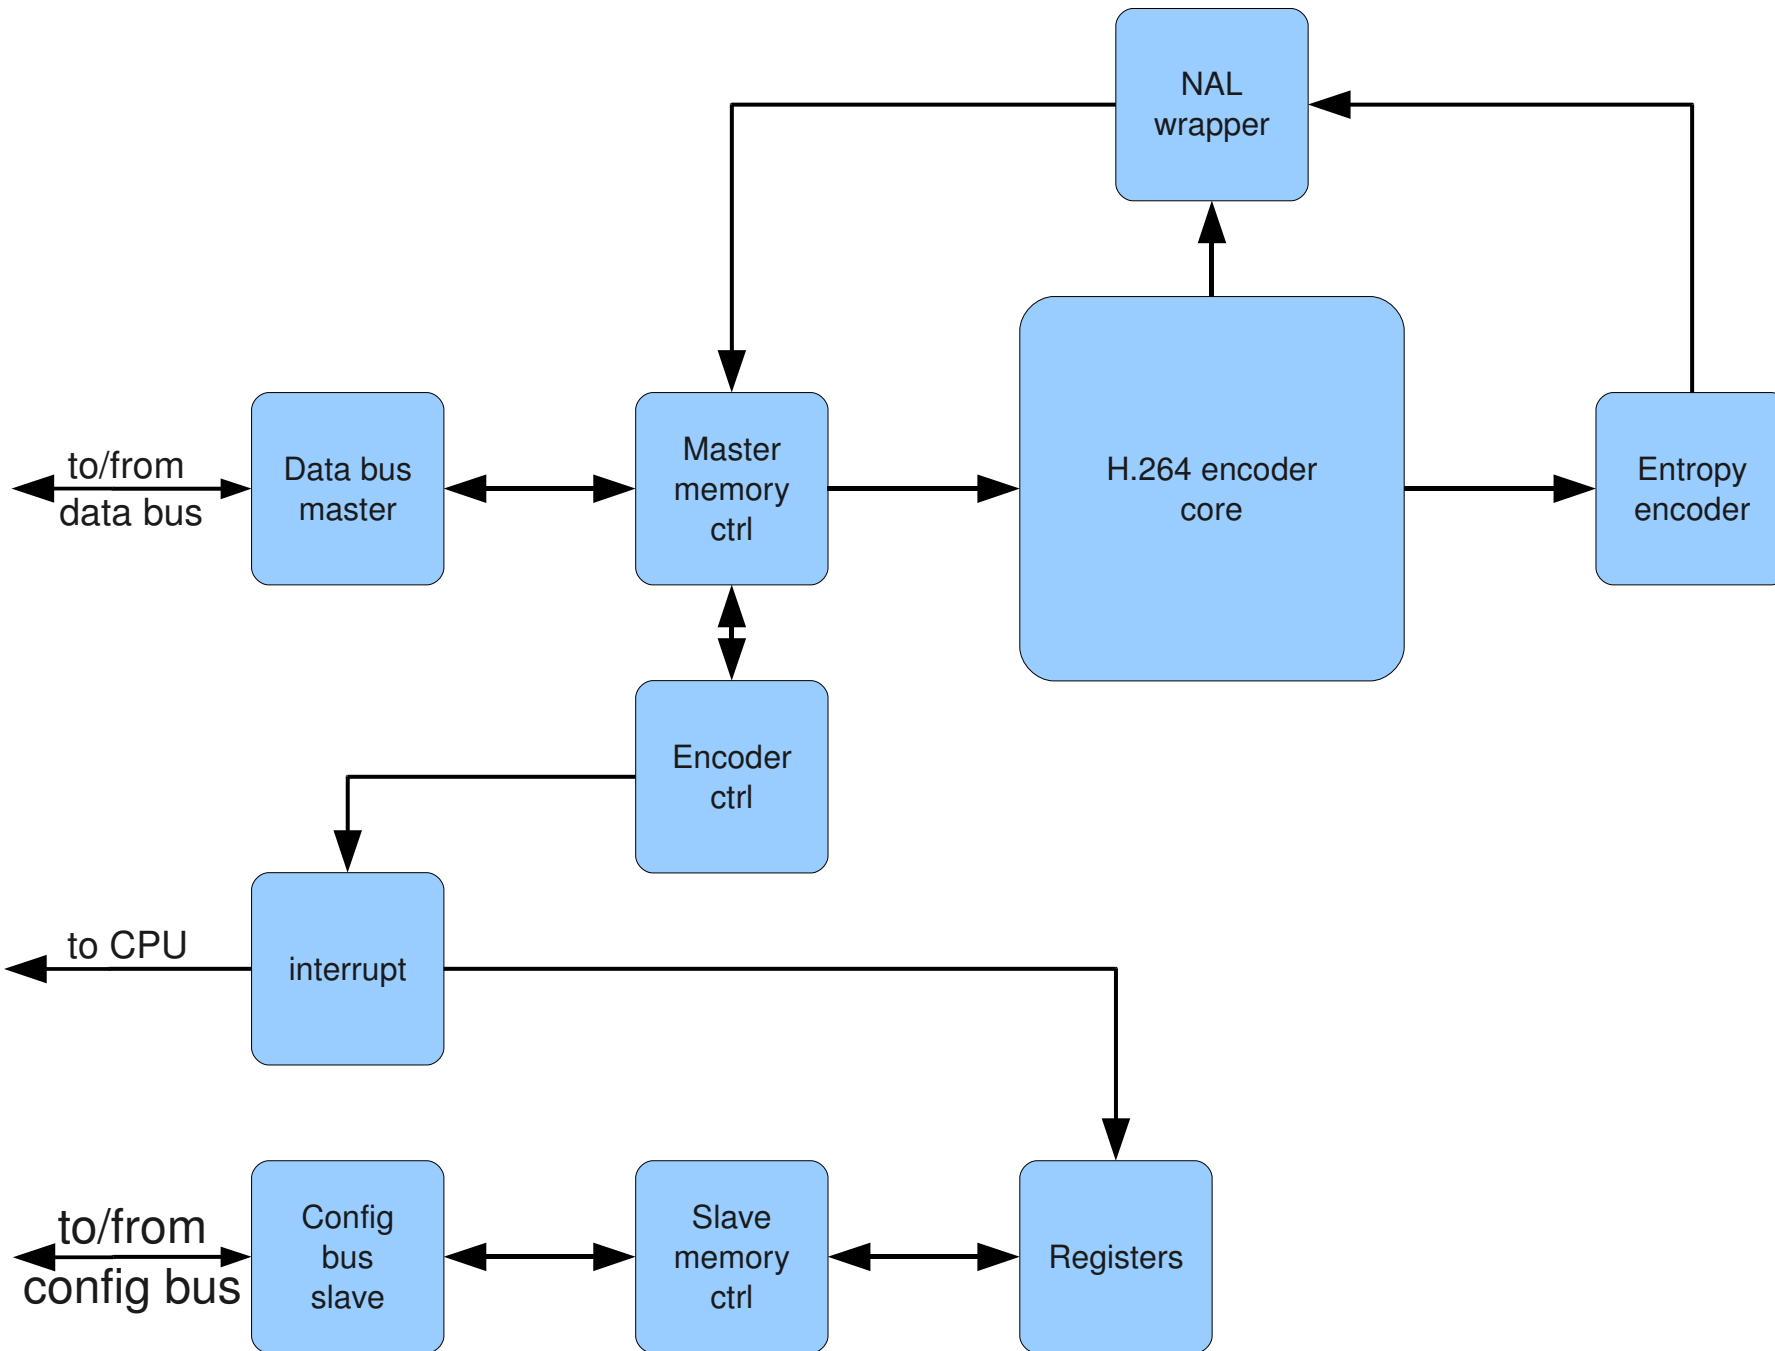 NAL
wrapper
to/from
data bus
Data bus
master
Master
memory
ctrl
H.264 encoder
core
Entropy
encoder
Encoder
ctrl
to CPU
interrupt
to/from
config bus
Config
bus
slave
Slave
memory
ctrl
Registers